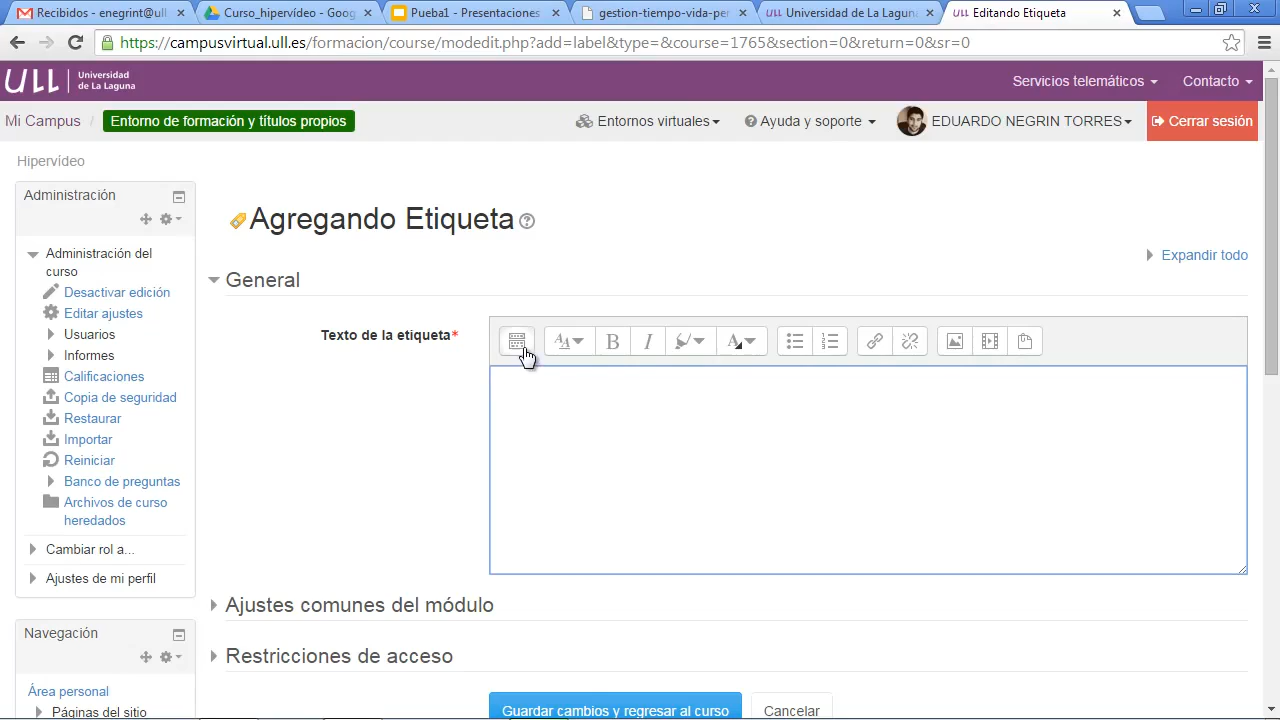 Recibidos - enegrint@ull
Curso_hipervídeo - Goog
Pueba1 - Presentaciones
gestion-tiempo-vida-per
Universidad de La Laguna
Editando Etiqueta
https://campusvirtual.ull.es/formacion/course/modedit.php?add=label&type=&course=1765&section=0&return=0&sr=0
ULL
Universidad
de La Laguna
Servicios telemáticos
Contacto
Mi Campus /
Entorno de formación y títulos propios
Entornos virtuales
Ayuda y soporte
EDUARDO NEGRIN TORRES
Cerrar sesión
Hipervídeo
Administración
Administración del
curso
Desactivar edición
Editar ajustes
Usuarios
Informes
Calificaciones
Copia de seguridad
Restaurar
Importar
Reiniciar
Banco de preguntas
Archivos de curso
heredados
Cambiar rol a...
Ajustes de mi perfil
Navegación
Área personal
Páginas del sitio
Agregando Etiqueta
Expandir todo
General
Texto de la etiqueta*
Ajustes comunes del módulo
Restricciones de acceso
Guardar cambios y regresar al curso
Cancelar